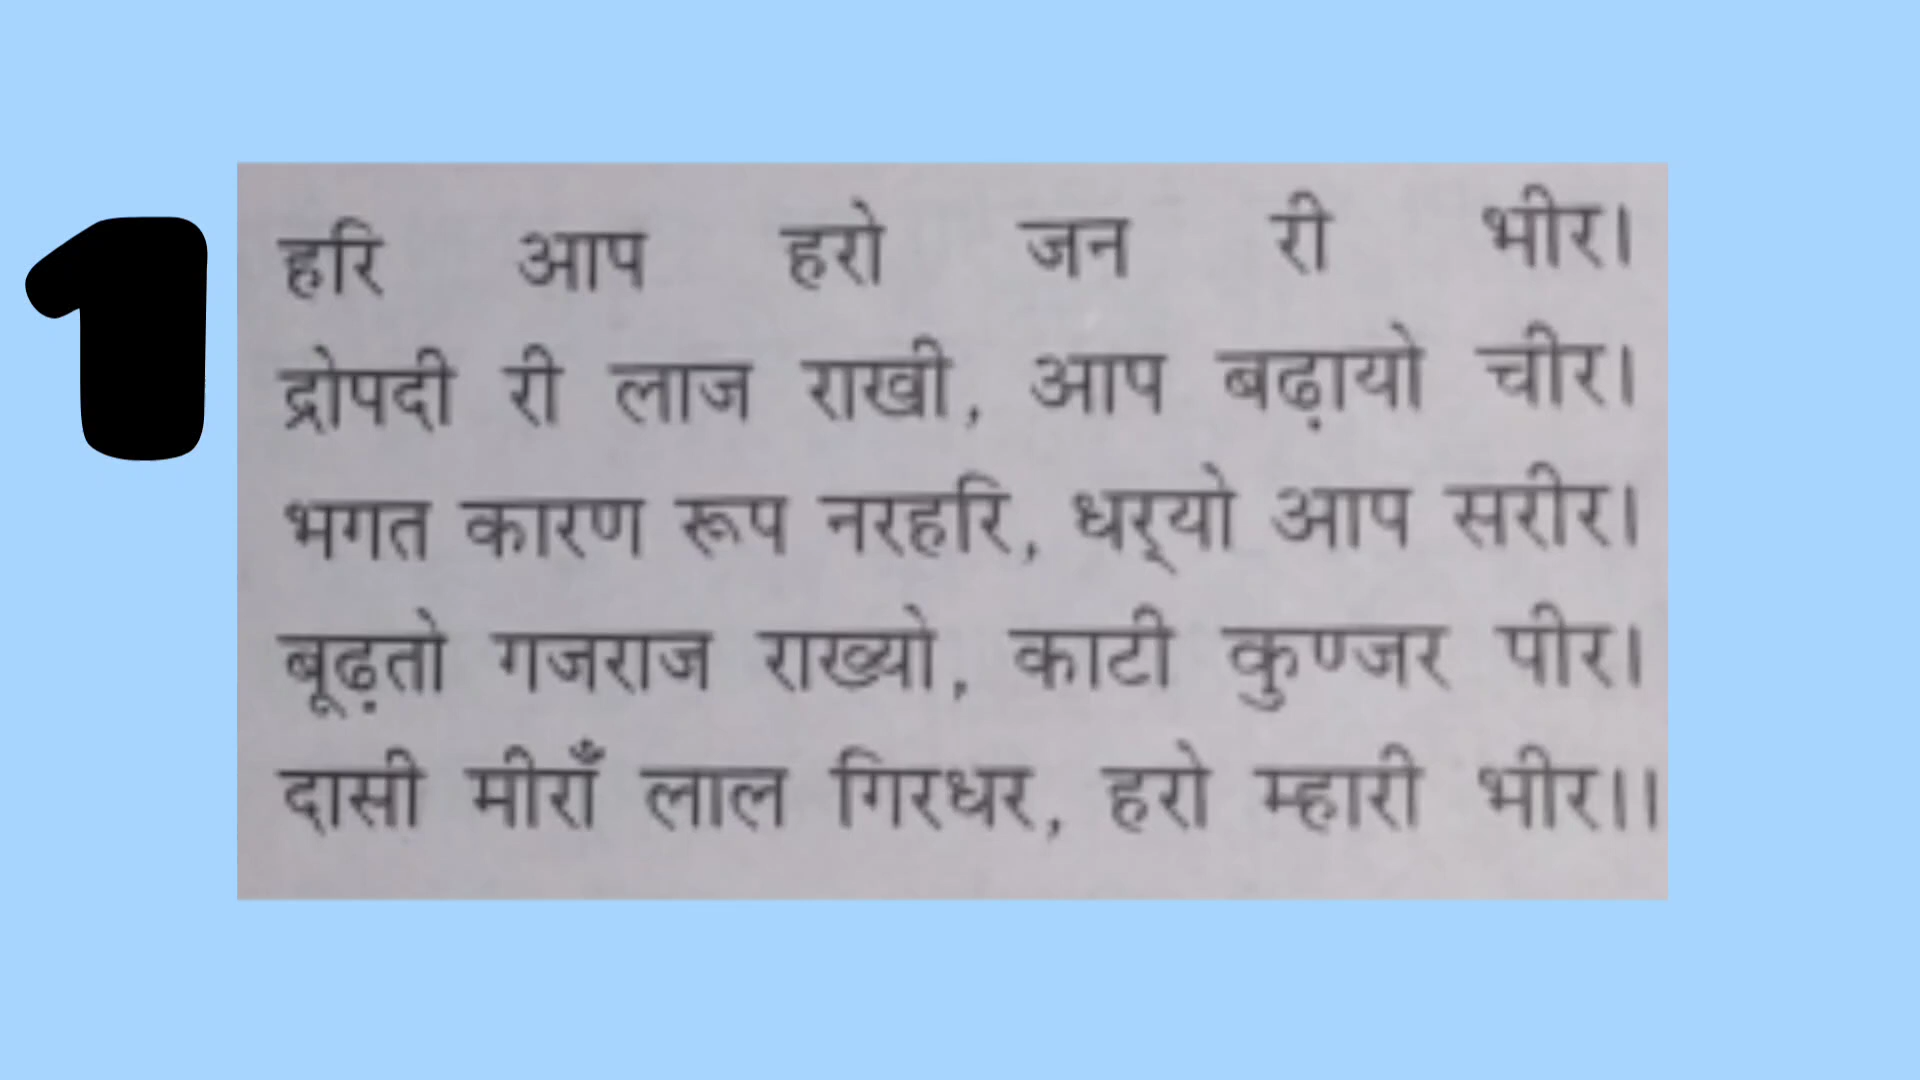 1
हरि आप हरो जन री भीर।
द्रोपदी री लाज राखी, आप बढ़ायो चीर।
भगत कारण रूप नरहरि, धर्‌यो आप सरीर।
बूढ़तो गजराज राख्यो, काटी कुण्जर पीर।
दासी मीराँ लाल गिरधर, हरो म्हारी भीर।।